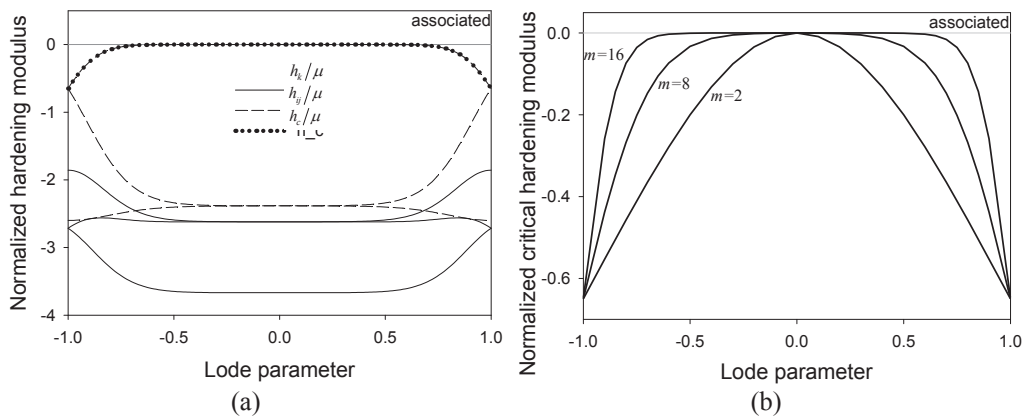 associated
0
-1
-2
-3
-4
-1.0 -0.5 0.0 0.5 1.0
Normalized hardening modulus
Lode parameter
h_k/μ
h_ij/μ
h_c/μ
(a)
associated
0.0
-0.2
-0.4
-0.6
-1.0 -0.5 0.0 0.5 1.0
Normalized critical hardening modulus
Lode parameter
m=16
m=8
m=2
(b)